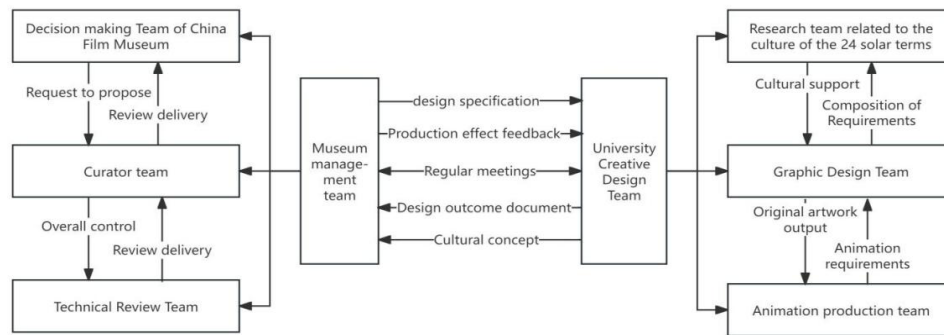 Decision making Team of China
Film Museum
Request to propose
Review delivery
Curator team
Overall control
Review delivery
Technical Review Team
Museum
manage-
ment
team
design specification
Production effect feedback
Regular meetings
Design outcome document
Cultural concept
University
Creative
Design
Team
Research team related to the
culture of the 24 solar terms
Cultural support
Composition of
Requirements
Graphic Design Team
Original artwork
output
Animation
requirements
Animation production team